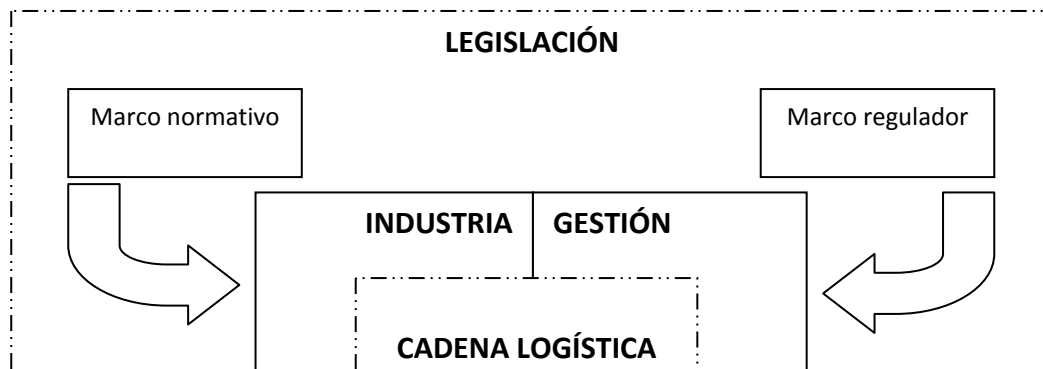 LEGISLACIÓN
Marco normativo
Marco regulador
INDUSTRIA
GESTIÓN
CADENA LOGÍSTICA